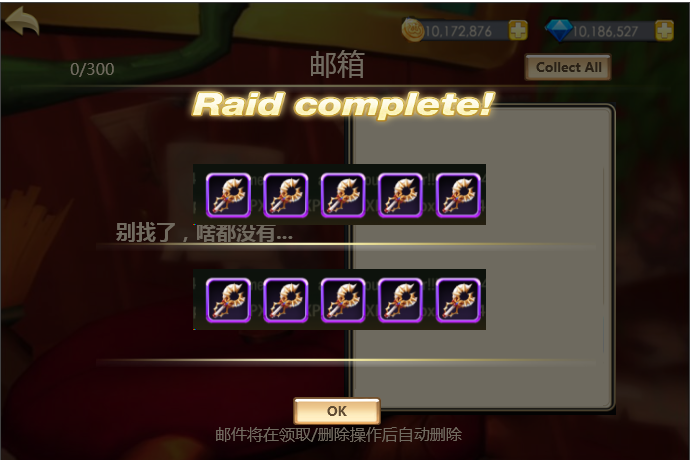 10,172,876
10,186,527
0/300
邮箱
Collect All
Raid complete!
别找了，啥都没有...
OK
邮件将在领取/删除操作后自动删除